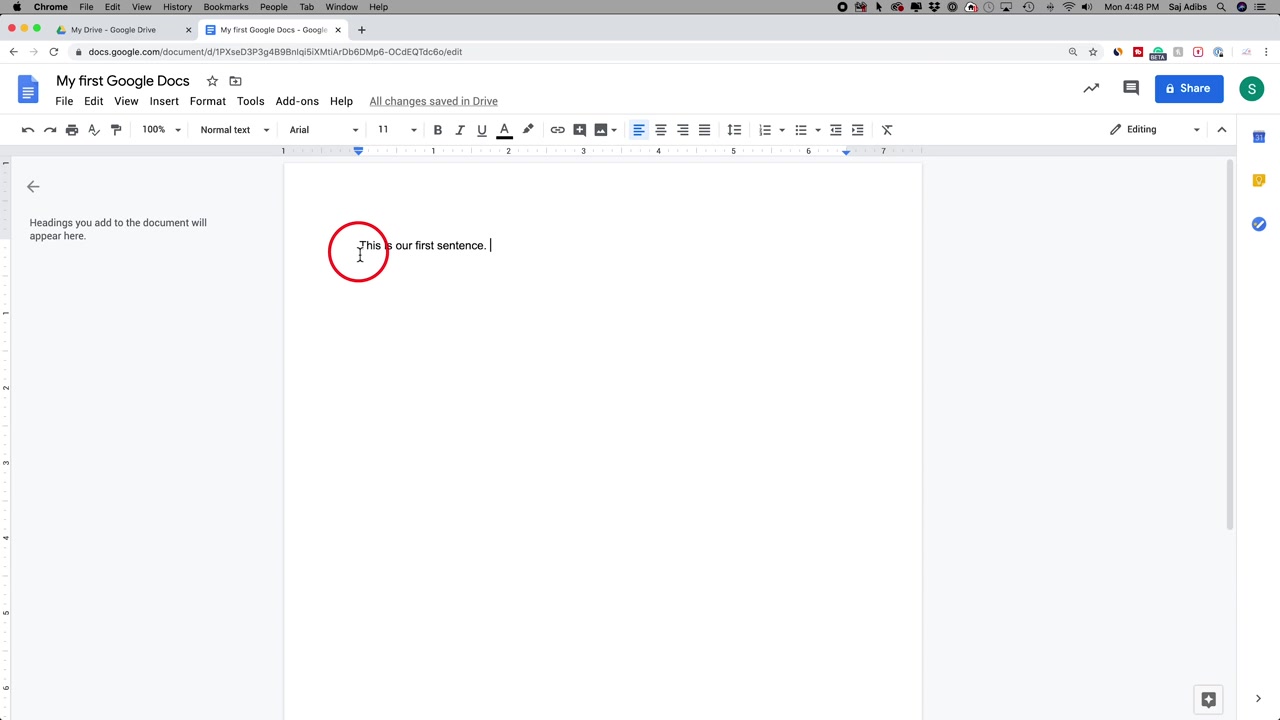 Chrome File Edit View History Bookmarks People Tab Window Help Mon 4:48 PM Saj Adibs
My Drive - Google Drive My first Google Docs - Google
docs.google.com/document/d/1PXseD3P3g4B9BnIqi5iXMtiArDb6DMp6-OCdEQTdc6o/edit
BETA
My first Google Docs
File Edit View Insert Format Tools Add-ons Help All changes saved in Drive
Share
S
100% Normal text Arial 11 B I U A Editing
1 1 2 3 4 5 6 7
31
Headings you add to the document will
appear here.
This is our first sentence.
1
1
2
3
4
5
6